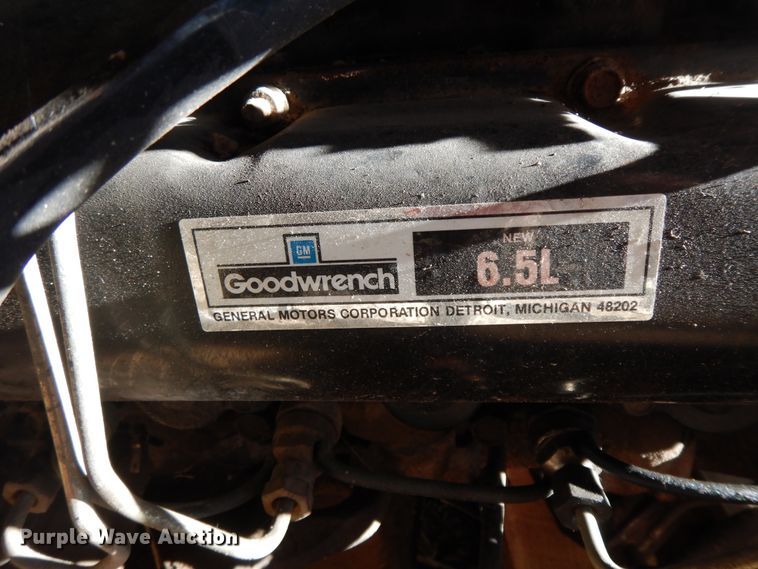 GM
Goodwrench
NEW
6.5L
GENERAL MOTORS CORPORATION DETROIT, MICHIGAN 48202
Purple Wave Auction